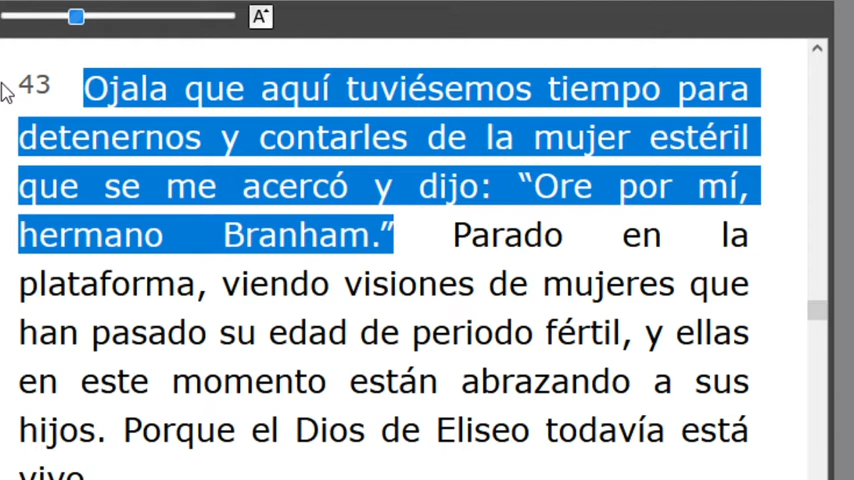 A
43 Ojala que aquí tuviésemos tiempo para
detenernos y contarles de la mujer estéril
que se me acercó y dijo: “Ore por mí,
hermano Branham.” Parado en la
plataforma, viendo visiones de mujeres que
han pasado su edad de periodo fértil, y ellas
en este momento están abrazando a sus
hijos. Porque el Dios de Eliseo todavía está
vivo